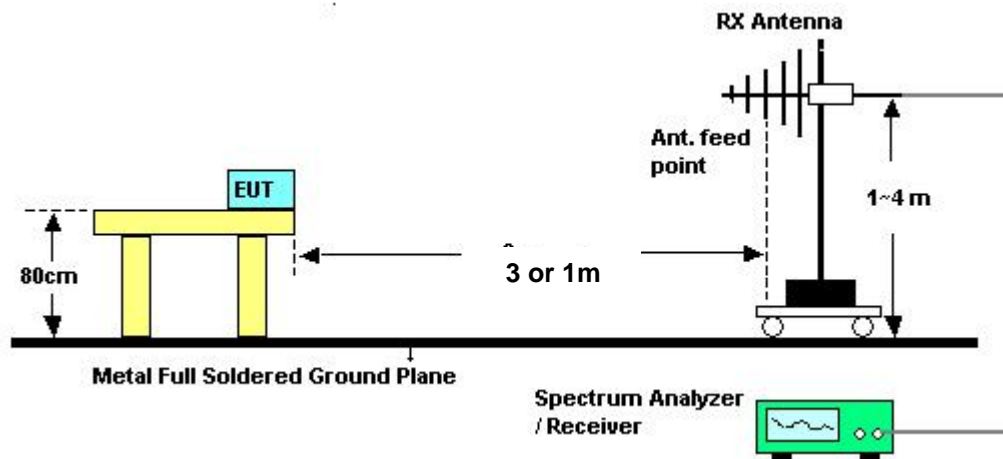 RX Antenna
Ant. feed
point
EUT
1~4 m
80cm
3 or 1m
Metal Full Soldered Ground Plane
Spectrum Analyzer
/ Receiver